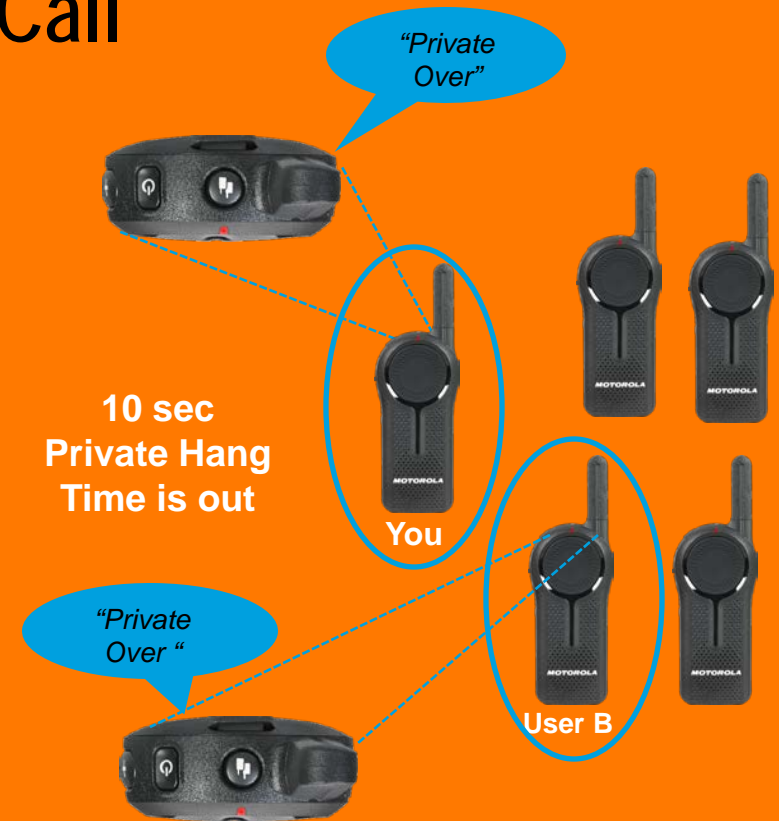 Call
“Private
Over”
MOTOROLA
MOTOROLA
10 sec
Private Hang
Time is out
MOTOROLA
You
“Private
Over “
MOTOROLA
MOTOROLA
User B